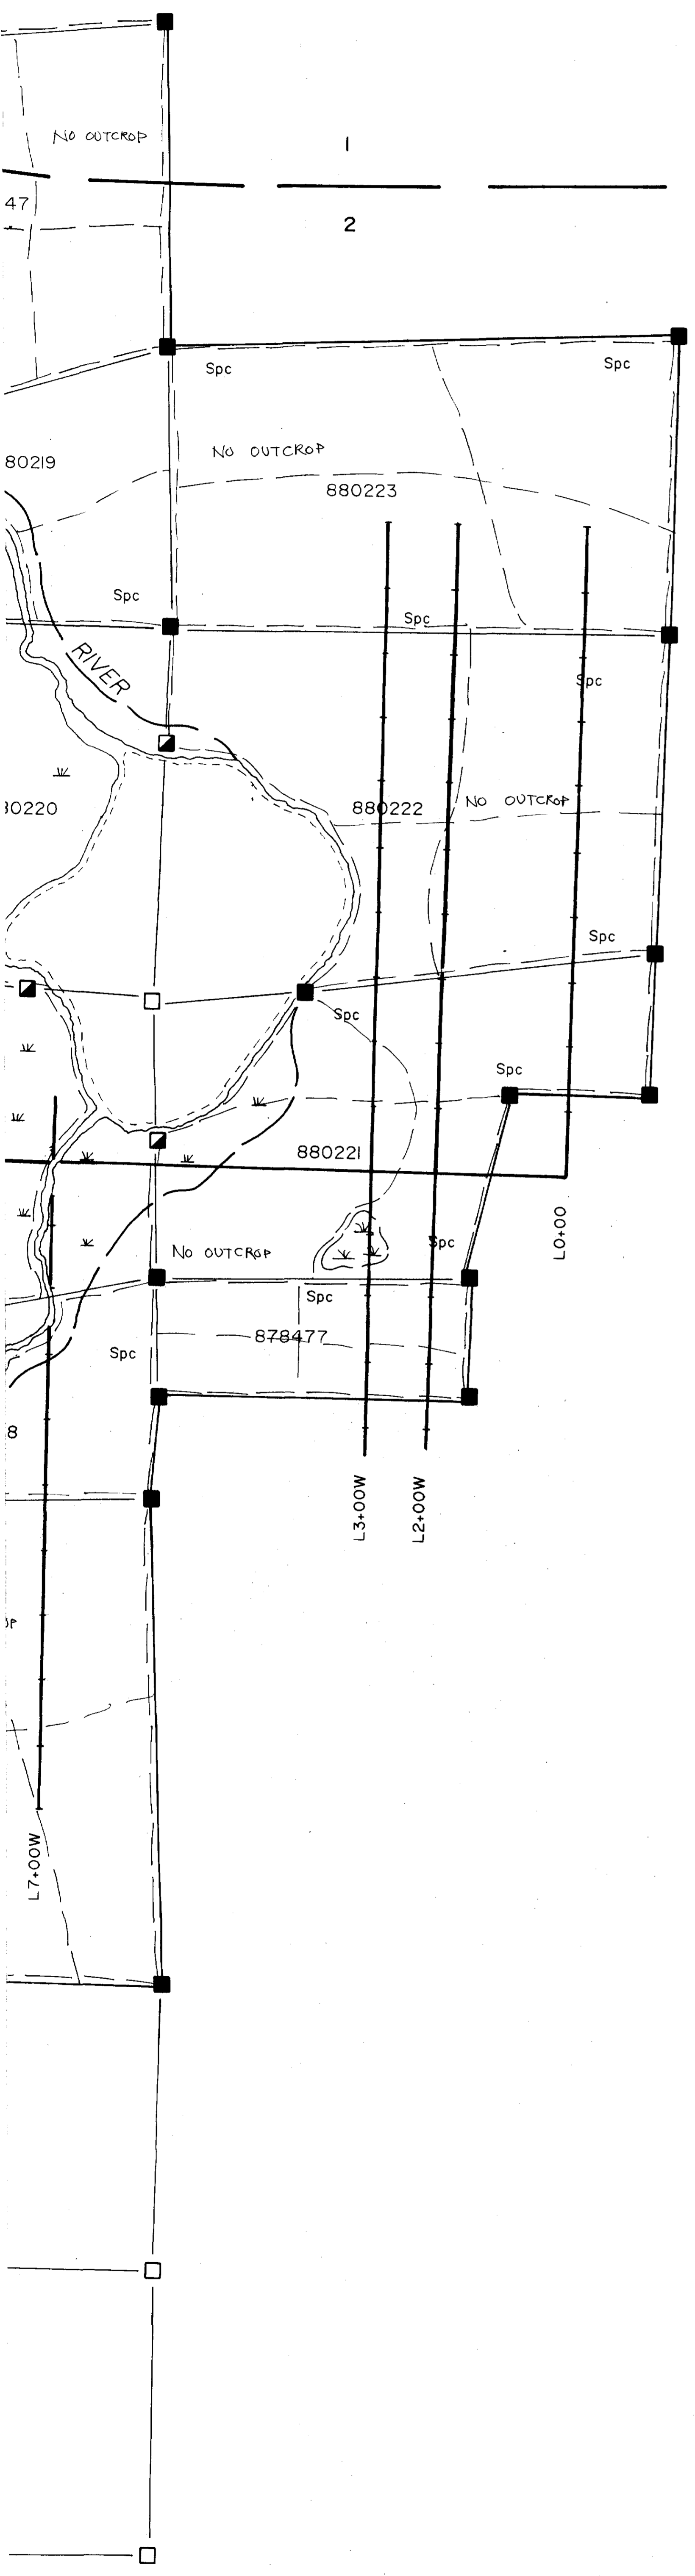 NO OUTCROP
1
47
2
Spc
Spc
NO OUTCROP
80219
880223
Spc
Spc
RIVER
Spc
80220
880222
NO OUTCROP
Spc
Spc
Spc
880221
L0+00
NO OUTCROP
Spc
Spc
878477
Spc
8
L3+00W
L2+00W
L7+00W